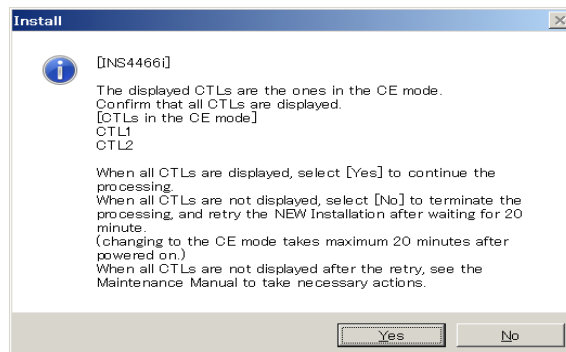 Install
[INS4466i]
The displayed CTLs are the ones in the CE mode.
Confirm that all CTLs are displayed.
[CTLs in the CE mode]
CTL1
CTL2
When all CTLs are displayed, select [Yes] to continue the
processing.
When all CTLs are not displayed, select [No] to terminate the
processing, and retry the NEW Installation after waiting for 20
minute.
(changing to the CE mode takes maximum 20 minutes after
powered on.)
When all CTLs are not displayed after the retry, see the
Maintenance Manual to take necessary actions.
Yes
No